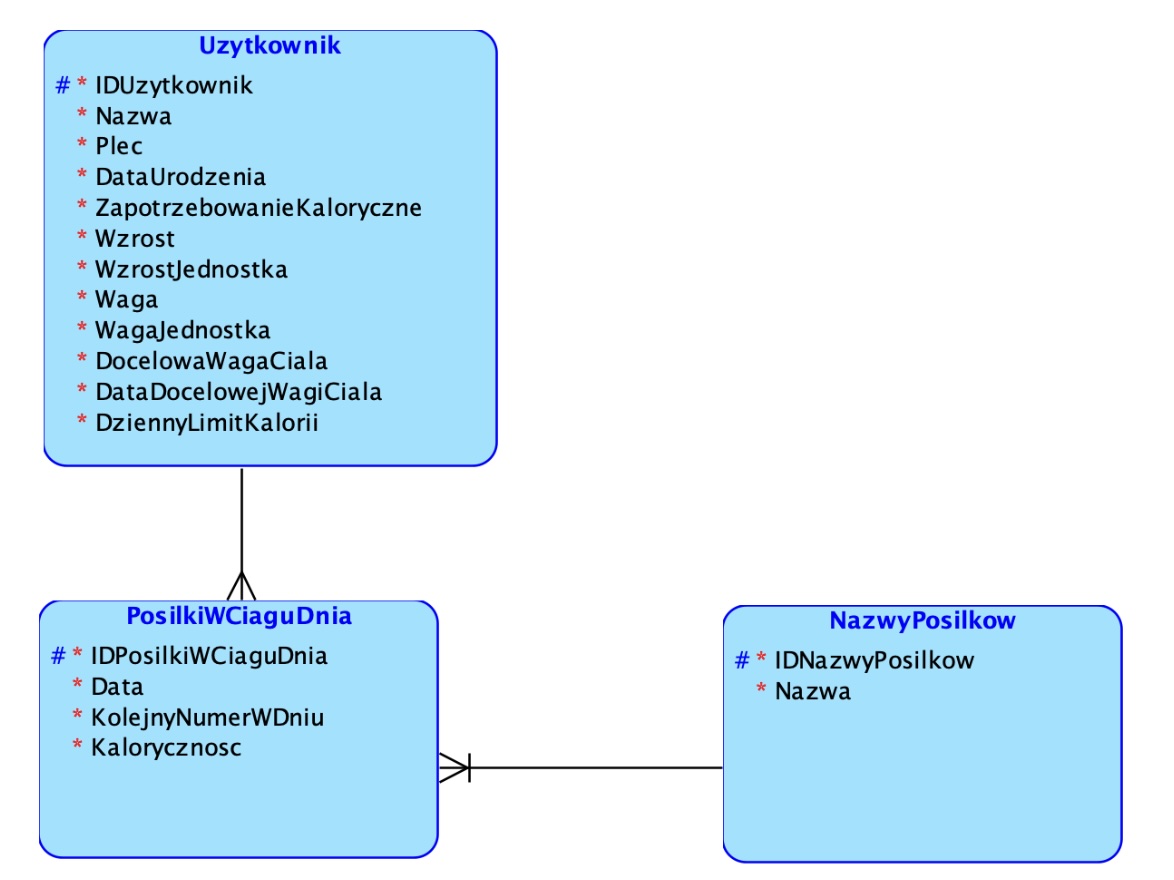 Uzytkownik
# * IDUzytkownik
* Nazwa
* Plec
* DataUrodzenia
* ZapotrzebowanieKaloryczne
* Wzrost
* WzrostJednostka
* Waga
* WagaJednostka
* DocelowaWagaCiala
* DataDocelowejWagiCiala
* DziennyLimitKalorii
PosilkiWCiaguDnia
# * IDPosilkiWCiaguDnia
* Data
* KolejnyNumerWDniu
* Kalorycznosc
NazwyPosilkow
# * IDNazwyPosilkow
* Nazwa